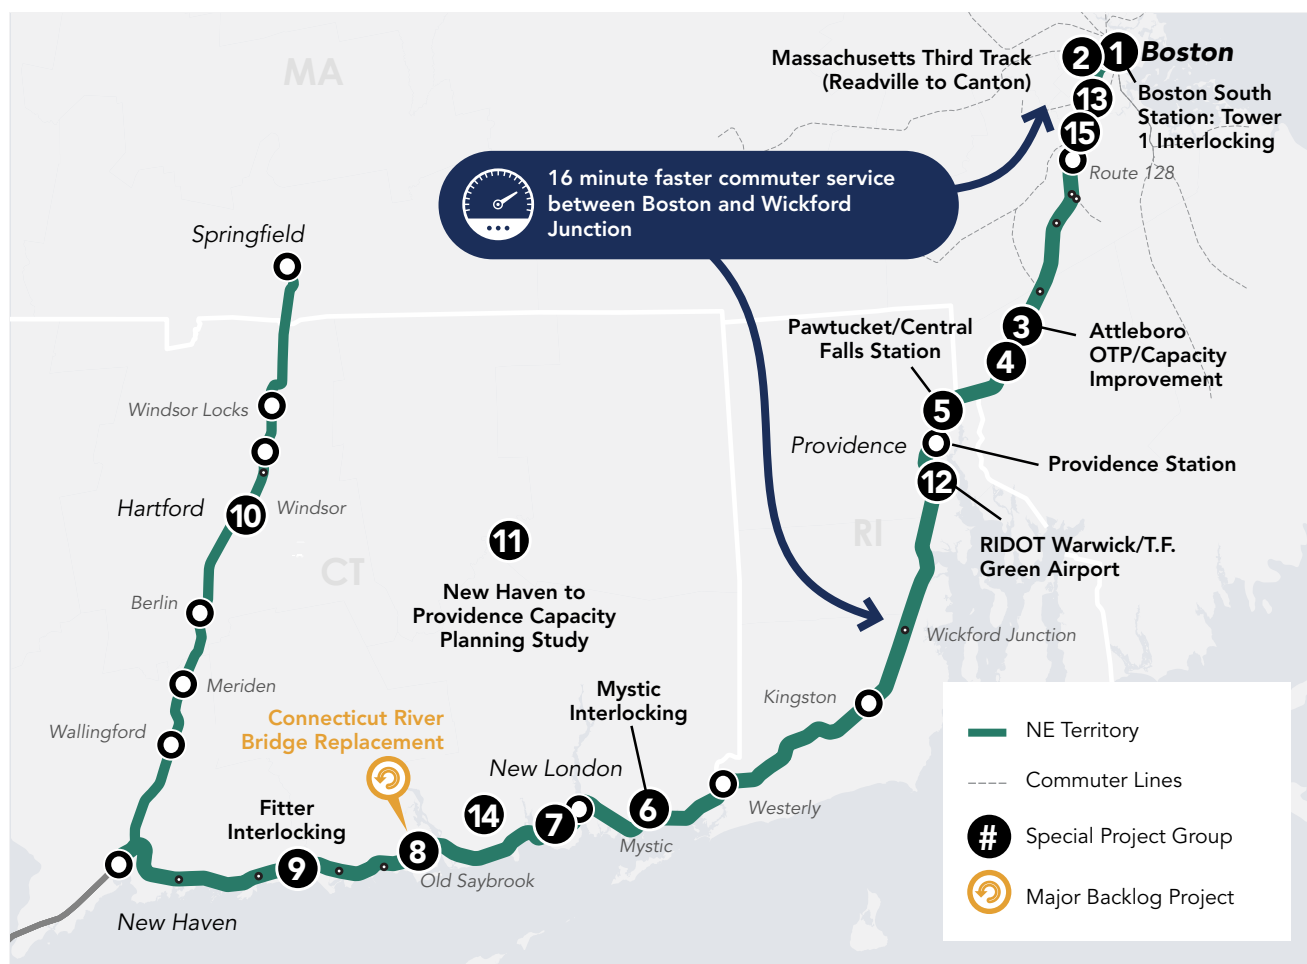 MA
Massachusetts Third Track
(Readville to Canton)
2
1
Boston
13
Boston South
Station: Tower
1 Interlocking
15
Route 128
16 minute faster commuter service
between Boston and Wickford
Junction
Springfield
Pawtucket/Central
Falls Station
3
Attleboro
OTP/Capacity
Improvement
4
Windsor Locks
5
Providence
Providence Station
12
Hartford
10
Windsor
11
RI
RIDOT Warwick/T.F.
Green Airport
CT
New Haven to
Providence Capacity
Planning Study
Berlin
Wickford Junction
Meriden
Mystic
Interlocking
Kingston
Wallingford
Connecticut River
Bridge Replacement
New London
14
7
6
Westerly
Mystic
Fitter
Interlocking
8
9
Old Saybrook
New Haven
NE Territory
Commuter Lines
#
Special Project Group
Major Backlog Project